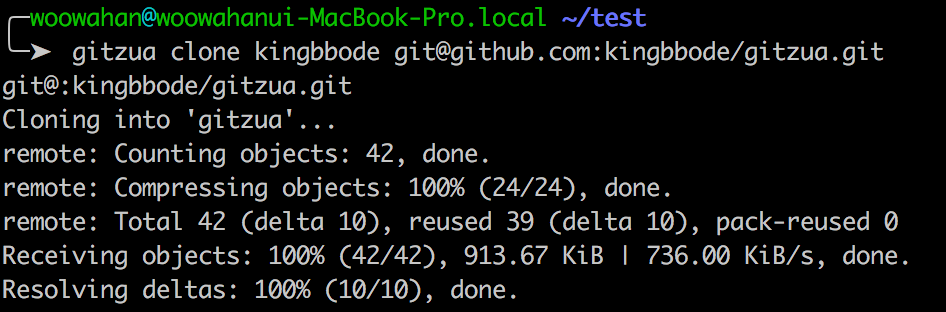 woowahan@woowahanui-MacBook-Pro.local ~/test
gitzua clone kingbbode git@github.com:kingbbode/gitzua.git
git@:kingbbode/gitzua.git
Cloning into 'gitzua'...
remote: Counting objects: 42, done.
remote: Compressing objects: 100% (24/24), done.
remote: Total 42 (delta 10), reused 39 (delta 10), pack-reused 0
Receiving objects: 100% (42/42), 913.67 KiB | 736.00 KiB/s, done.
Resolving deltas: 100% (10/10), done.